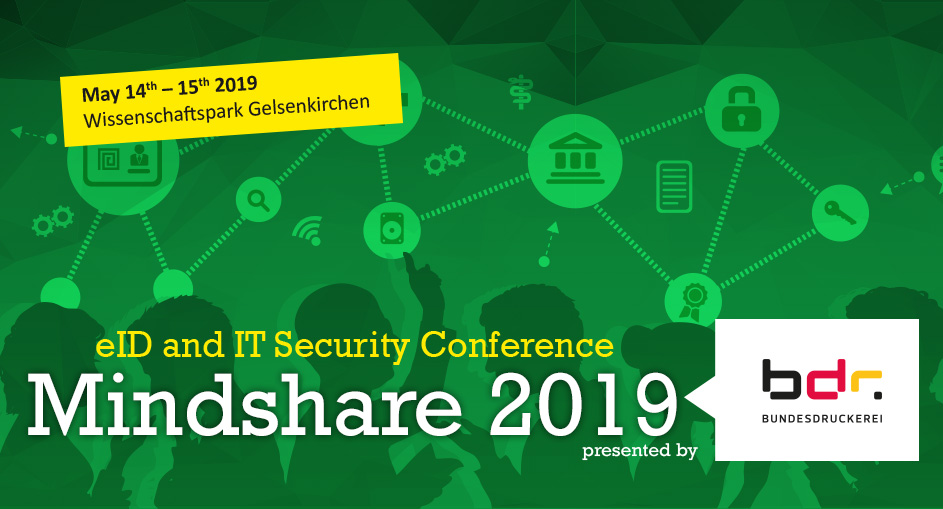 May 14th – 15th 2019
Wissenschaftspark Gelsenkirchen
eID and IT Security Conference
Mindshare 2019
presented by
bdr.
BUNDESDRUCKEREI